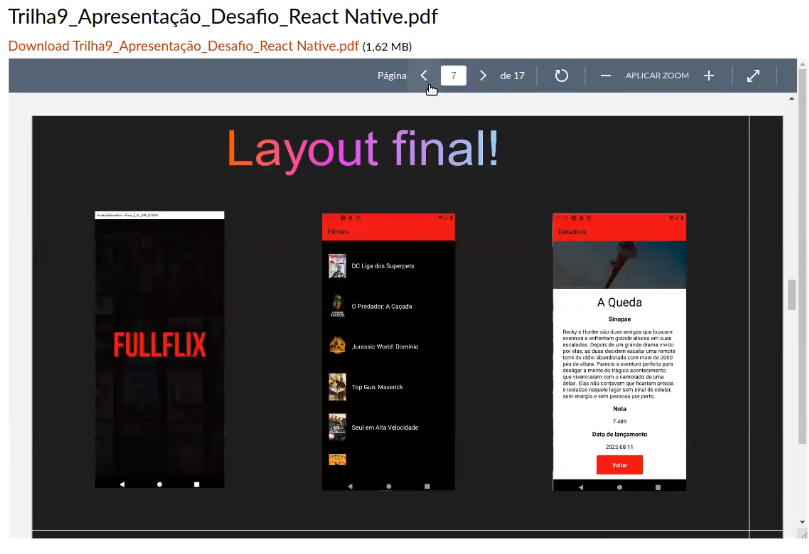 Trilha9_Apresentação_Desafio_React Native.pdf
Download Trilha9_Apresentação_Desafio_React Native.pdf (1,62 MB)
Página 7 de 17 APLICAR ZOOM
Layout final!
FULLFLIX
Filmes
DC Liga dos Superpets
O Predador: A Caçada
Jurassic World: Domínio
Top Gun: Maverick
Seul em Alta Velocidade
Detalhes
A Queda
Sinopse
Becky e Hunter são duas amigas que buscam
aventura e enfrentam grande alturas em suas
escaladas. Depois de um grande drama vivido
por elas, as duas decidem escalar uma remota
torre de rádio abandonada com mais de 2000
pés de altura. Parecia a aventura perfeita para
desligar a mente do trágico acontecimento
que vivenciaram com o namorado de uma
delas. Elas não contavam que ficariam presas
e isoladas naquele lugar sem sinal de celular,
sem energia e sem pessoas por perto.
Nota
7.489
Data de lançamento
2022-08-11
Voltar